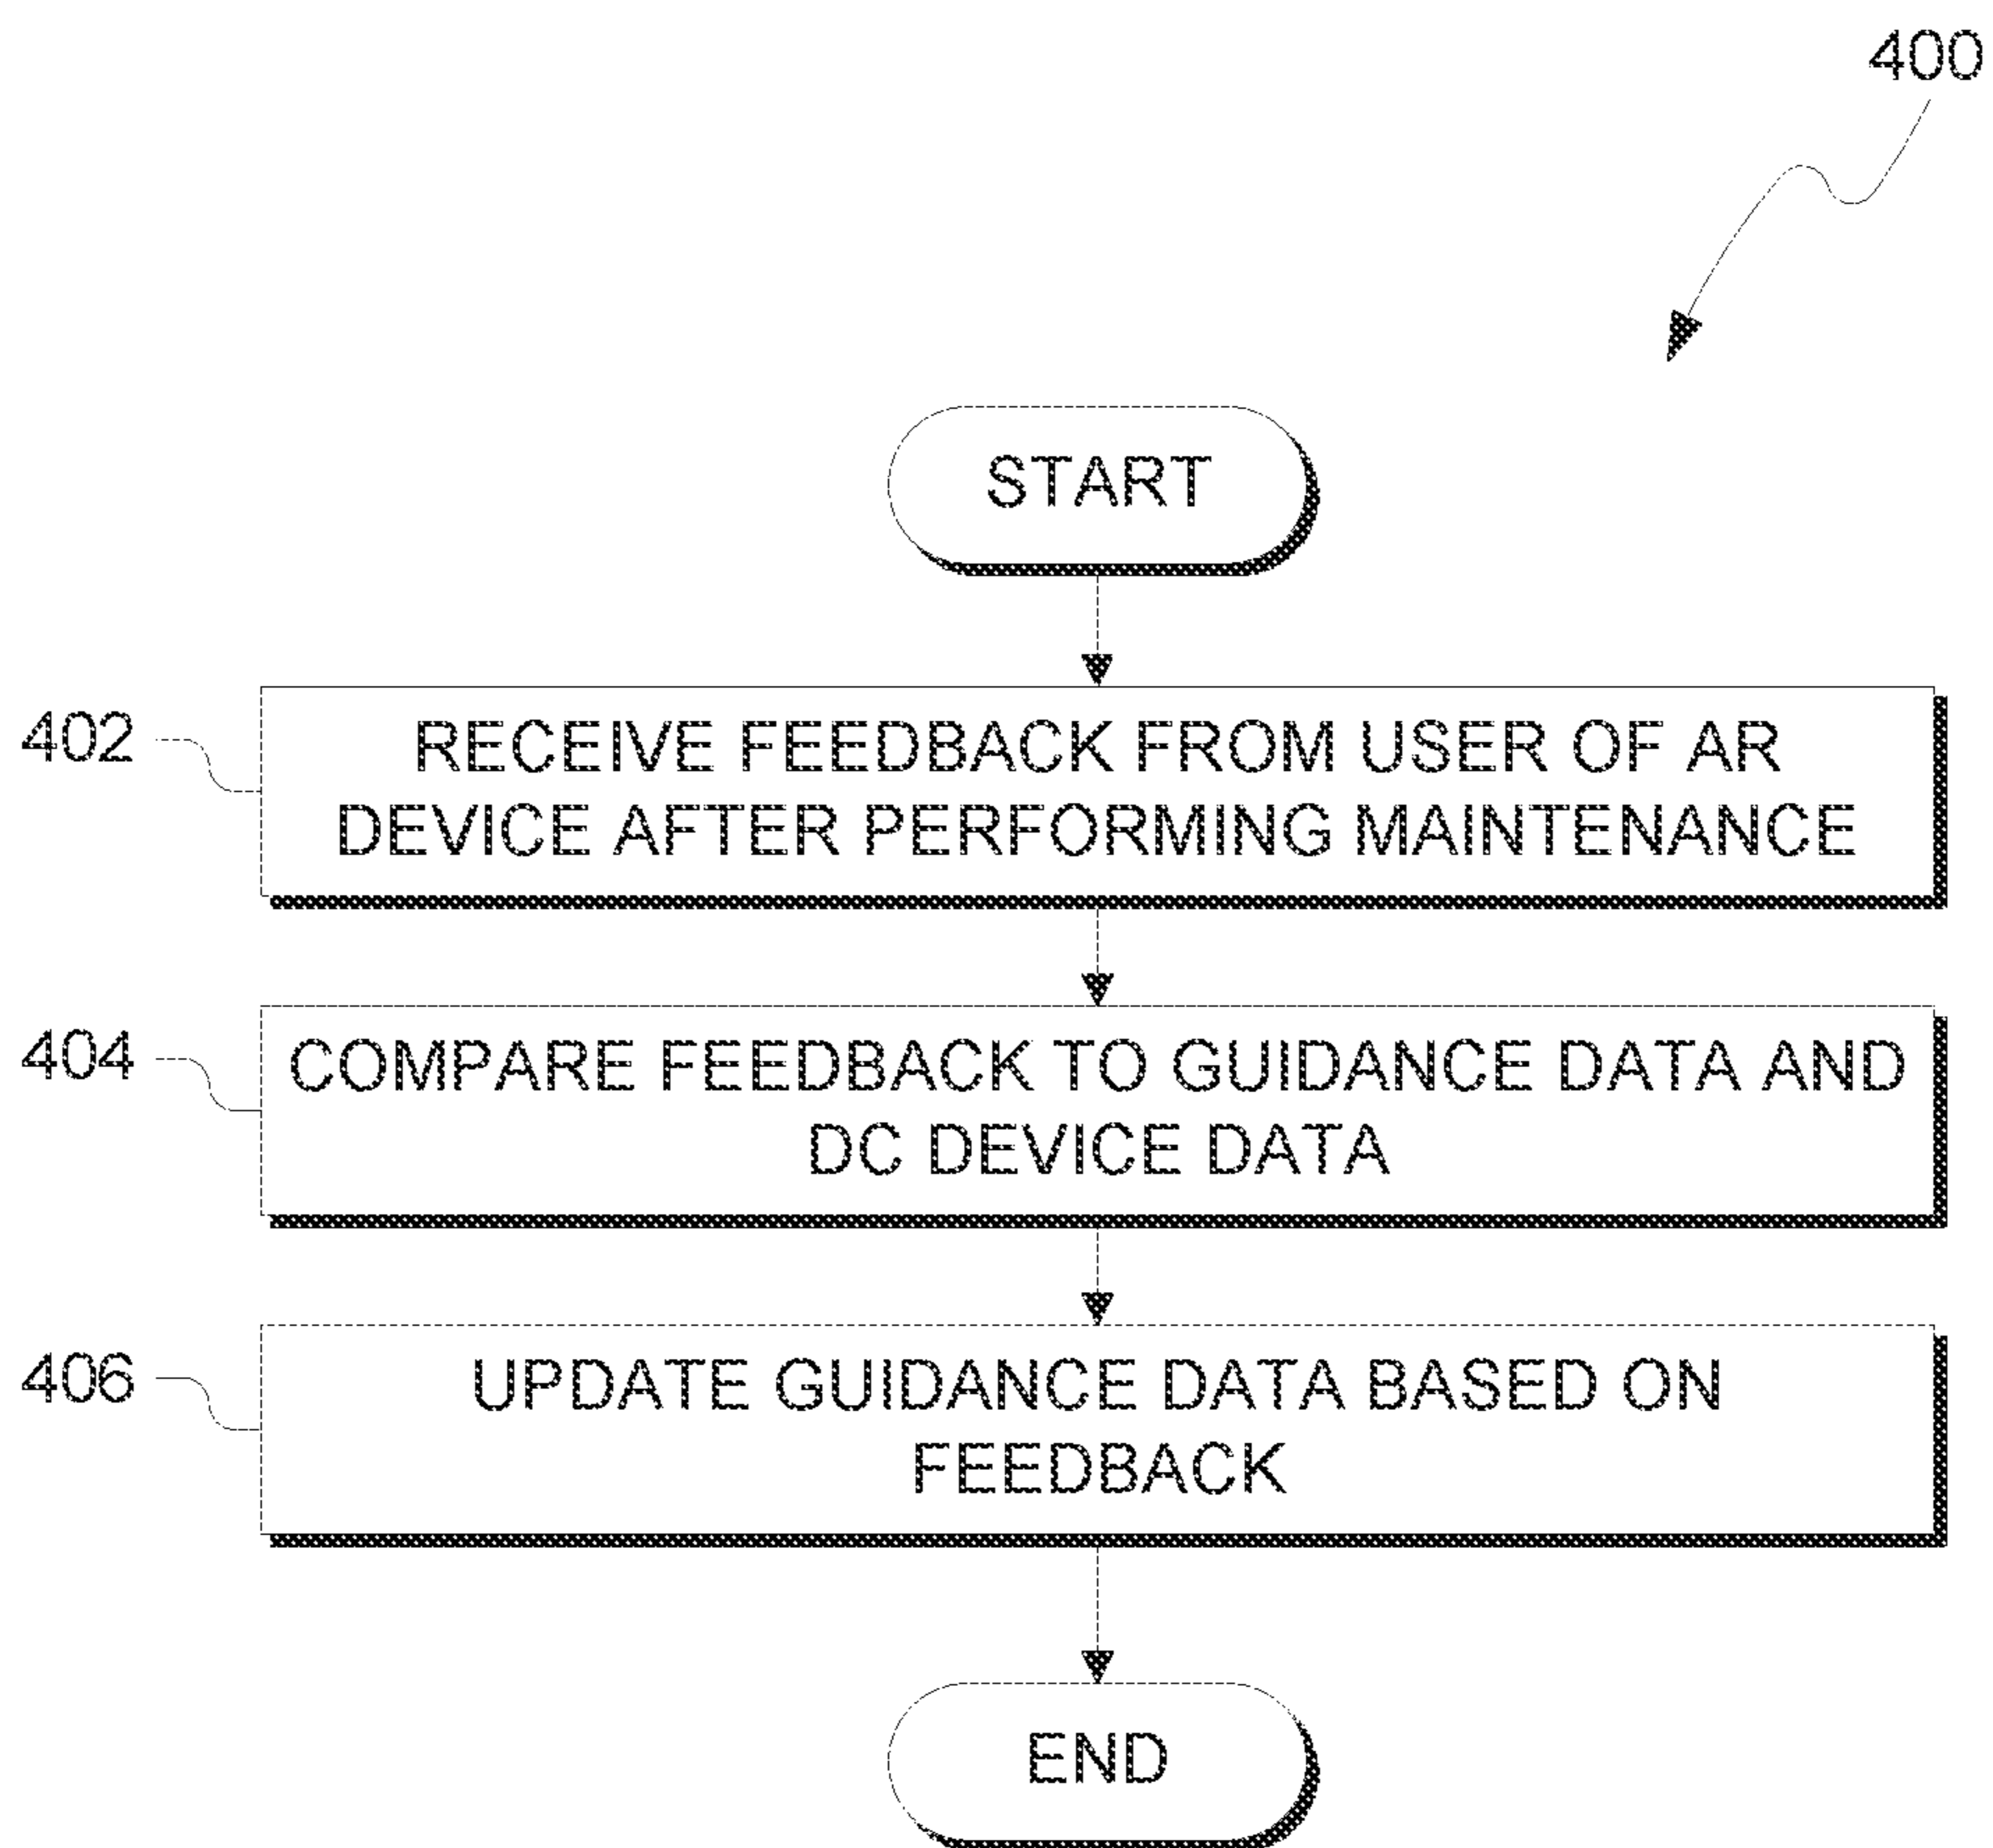 400
START
402
RECEIVE FEEDBACK FROM USER OF AR
DEVICE AFTER PERFORMING MAINTENANCE
404
COMPARE FEEDBACK TO GUIDANCE DATA AND
DC DEVICE DATA
406
UPDATE GUIDANCE DATA BASED ON
FEEDBACK
END